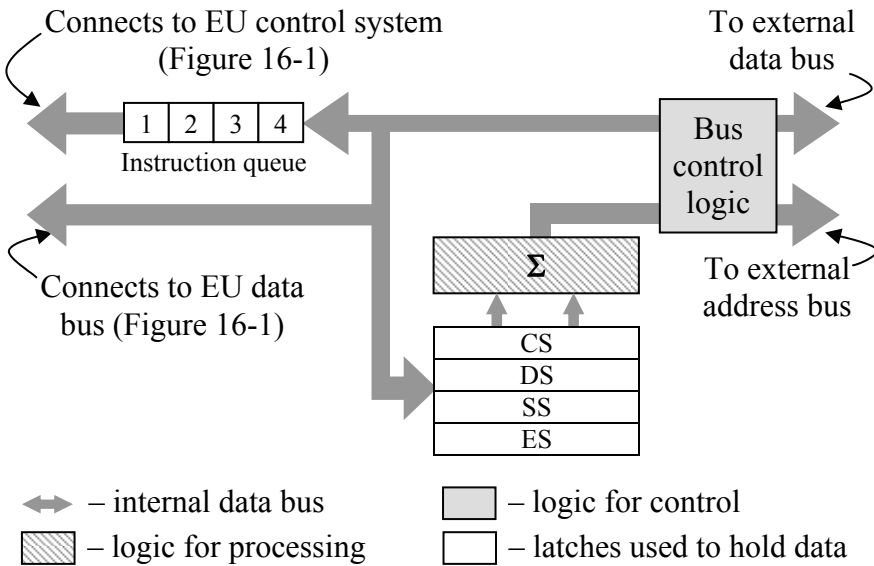 Connects to EU control system
(Figure 16-1)
To external
data bus
1 2 3 4
Instruction queue
Bus
control
logic
Σ
Connects to EU data
bus (Figure 16-1)
To external
address bus
CS
DS
SS
ES
– internal data bus
– logic for control
– logic for processing
– latches used to hold data